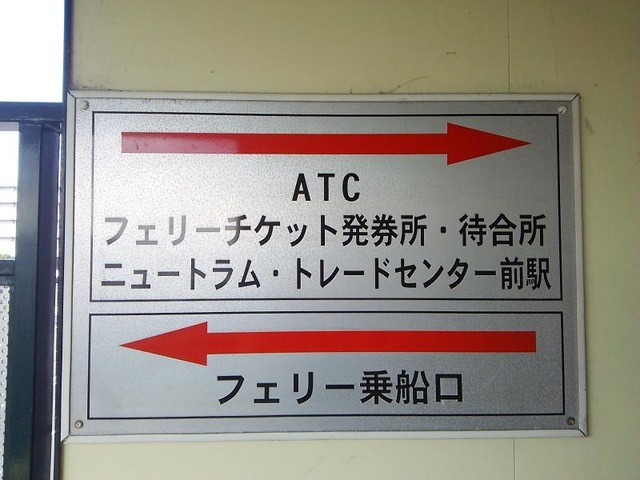 ATC
フェリーチケット発券所・待合所
ニュートラム・トレードセンター前駅
フェリー乗船口